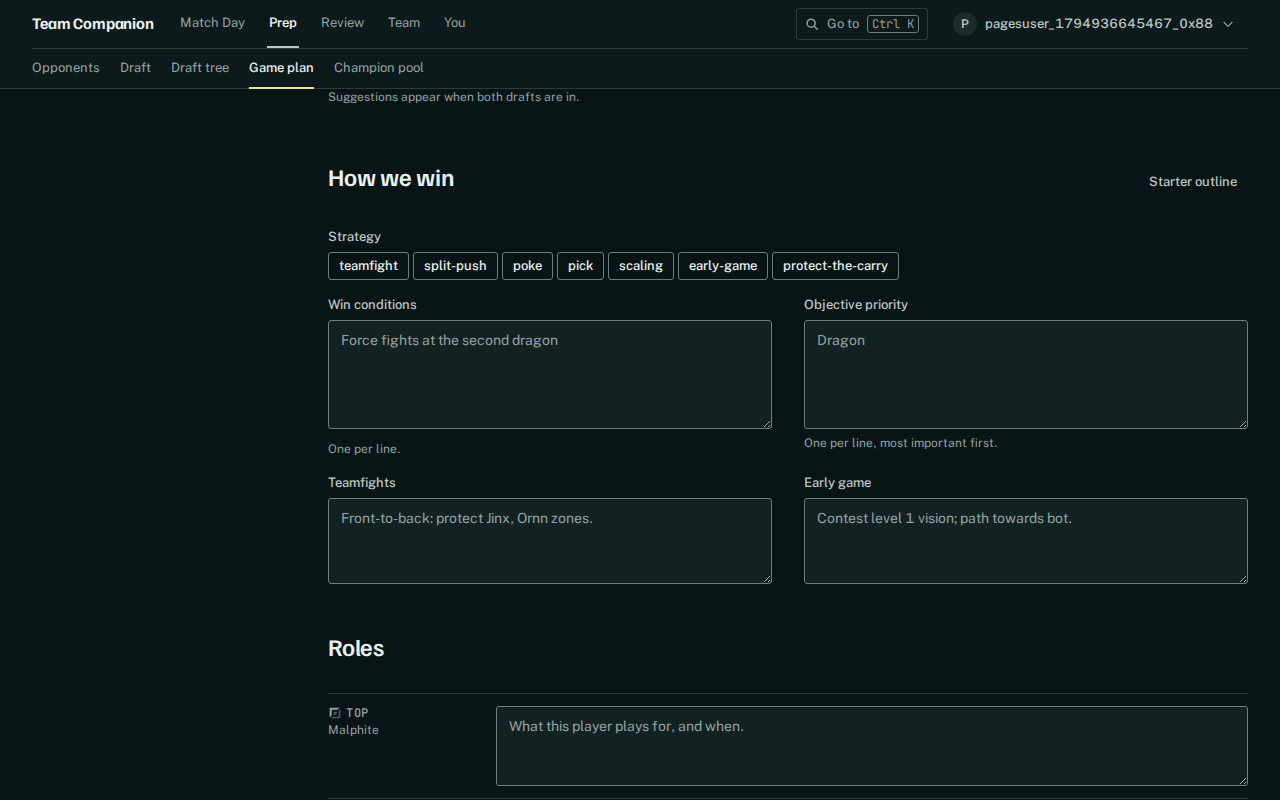 Team Companion Match Day Prep Review Team You Go to Ctrl K P pagesuser_1794936645467_0x88
Opponents Draft Draft tree Game plan Champion pool
Suggestions appear when both drafts are in.
How we win Starter outline
Strategy
teamfight split-push poke pick scaling early-game protect-the-carry
Win conditions Objective priority
Force fights at the second dragon Dragon
One per line. One per line, most important first.
Teamfights Early game
Front-to-back: protect Jinx, Ornn zones. Contest level 1 vision; path towards bot.
Roles
TOP
Malphite
What this player plays for, and when.